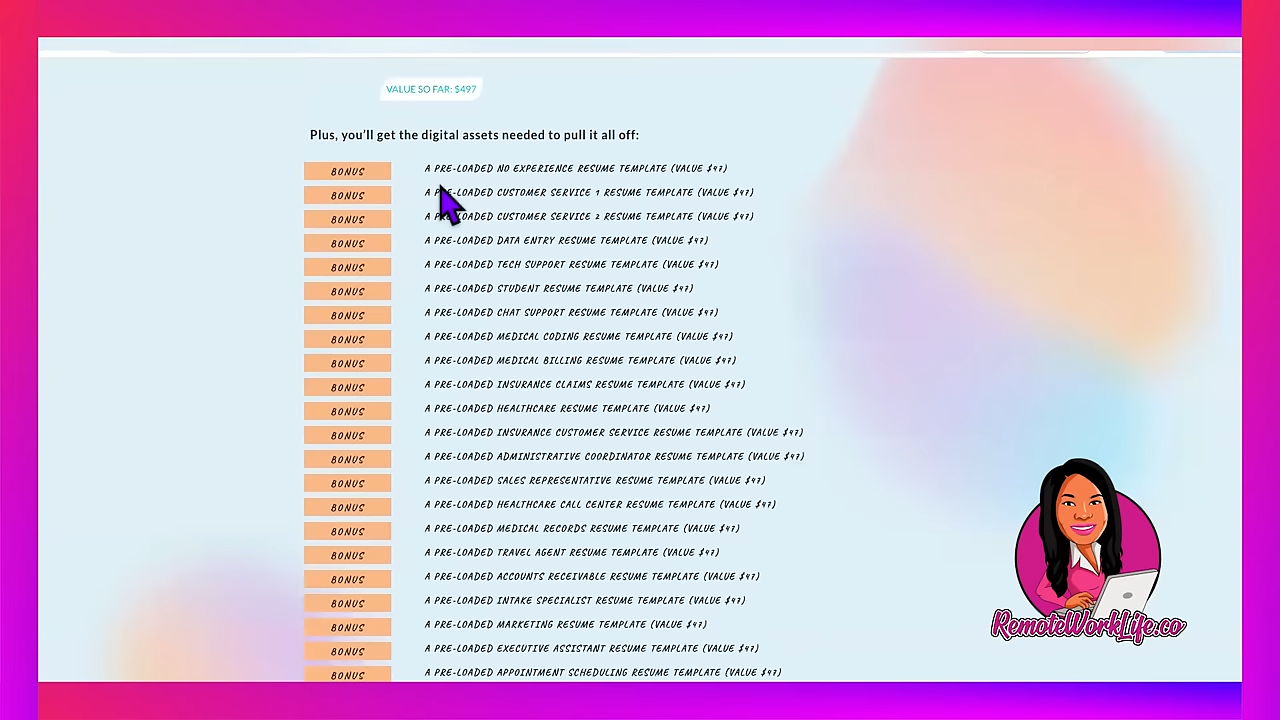 VALUE SO FAR: $497
Plus, you'll get the digital assets needed to pull it all off:
BONUS A PRE-LOADED NO EXPERIENCE RESUME TEMPLATE (VALUE $47)
BONUS A PRE-LOADED CUSTOMER SERVICE 1 RESUME TEMPLATE (VALUE $47)
BONUS A PRE-LOADED CUSTOMER SERVICE 2 RESUME TEMPLATE (VALUE $47)
BONUS A PRE-LOADED DATA ENTRY RESUME TEMPLATE (VALUE $47)
BONUS A PRE-LOADED TECH SUPPORT RESUME TEMPLATE (VALUE $47)
BONUS A PRE-LOADED STUDENT RESUME TEMPLATE (VALUE $47)
BONUS A PRE-LOADED CHAT SUPPORT RESUME TEMPLATE (VALUE $47)
BONUS A PRE-LOADED MEDICAL CODING RESUME TEMPLATE (VALUE $47)
BONUS A PRE-LOADED MEDICAL BILLING RESUME TEMPLATE (VALUE $47)
BONUS A PRE-LOADED INSURANCE CLAIMS RESUME TEMPLATE (VALUE $47)
BONUS A PRE-LOADED HEALTHCARE RESUME TEMPLATE (VALUE $47)
BONUS A PRE-LOADED INSURANCE CUSTOMER SERVICE RESUME TEMPLATE (VALUE $47)
BONUS A PRE-LOADED ADMINISTRATIVE COORDINATOR RESUME TEMPLATE (VALUE $47)
BONUS A PRE-LOADED SALES REPRESENTATIVE RESUME TEMPLATE (VALUE $47)
BONUS A PRE-LOADED HEALTHCARE CALL CENTER RESUME TEMPLATE (VALUE $47)
BONUS A PRE-LOADED MEDICAL RECORDS RESUME TEMPLATE (VALUE $47)
BONUS A PRE-LOADED TRAVEL AGENT RESUME TEMPLATE (VALUE $47)
BONUS A PRE-LOADED ACCOUNTS RECEIVABLE RESUME TEMPLATE (VALUE $47)
BONUS A PRE-LOADED INTAKE SPECIALIST RESUME TEMPLATE (VALUE $47)
BONUS A PRE-LOADED MARKETING RESUME TEMPLATE (VALUE $47)
BONUS A PRE-LOADED EXECUTIVE ASSISTANT RESUME TEMPLATE (VALUE $47)
BONUS A PRE-LOADED APPOINTMENT SCHEDULING RESUME TEMPLATE (VALUE $47)
RemoteWorkLife.co